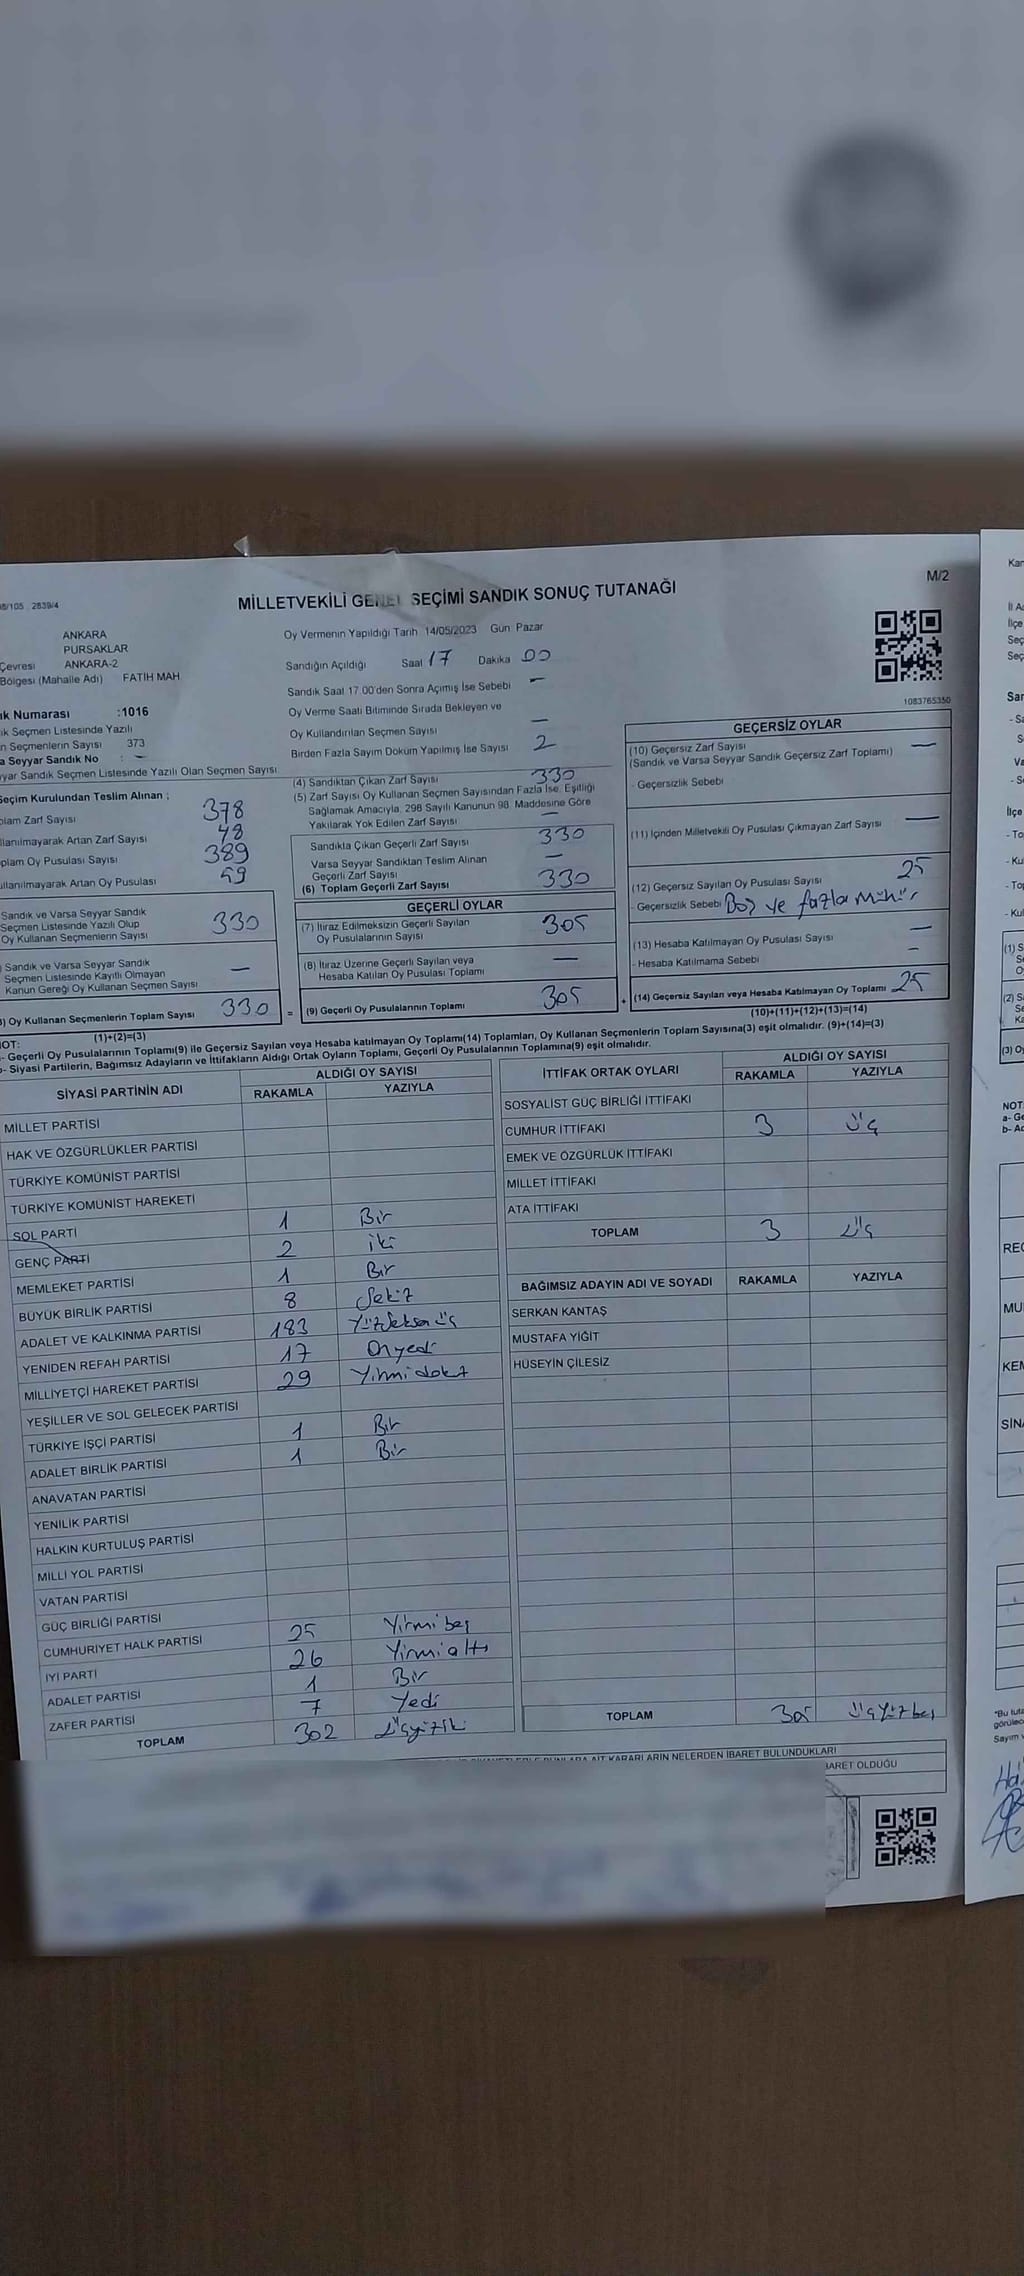 M/2
MİLLETVEKİLİ GENEL SEÇİMİ SANDIK SONUÇ TUTANAĞI
2839/4
ANKARA
PURSAKLAR
Çevresi ANKARA-2
Bölgesi (Mahalle Adı) FATİH MAH
Oy Vermenin Yapıldığı Tarih 14/05/2023 Gün: Pazar
Sandığın Açıldığı Saat 17 Dakika 00
Sandık Saat 17.00'den Sonra Açımış İse Sebebi -
Oy Verme Saati Bitiminde Sırada Bekleyen ve
Oy Kullandırılan Seçmen Sayısı -
Birden Fazla Sayım Döküm Yapılmış İse Sayısı 2
1083765350
Numarası :1016
Seçmen Listesinde Yazılı
Seçmenlerin Sayısı 373
Seyyar Sandık No : -
Sandık Seçmen Listesinde Yazılı Olan Seçmen Sayısı
Seçim Kurulundan Teslim Alınan ;
Zarf Sayısı 378
Artan Zarf Sayısı 48
Oy Pusulası Sayısı 389
Artan Oy Pusulası 59
Sandık ve Varsa Seyyar Sandık
Seçmen Listesinde Yazılı Olup
Oy Kullanan Seçmenlerin Sayısı 330
Sandık ve Varsa Seyyar Sandık
Seçmen Listesinde Kayıtlı Olmayan
Kanun Gereği Oy Kullanan Seçmen Sayısı -
Oy Kullanan Seçmenlerin Toplam Sayısı 330
(1)+(2)=(3)
(4) Sandıktan Çıkan Zarf Sayısı 330
(5) Zarf Sayısı Oy Kullanan Seçmen Sayısından Fazla İse, Eşitliği
Sağlamak Amacıyla, 298 Sayılı Kanunun 98. Maddesine Göre
Yakılarak Yok Edilen Zarf Sayısı -
Sandıkta Çıkan Geçerli Zarf Sayısı 330
Varsa Seyyar Sandıktan Teslim Alınan
Geçerli Zarf Sayısı -
(6) Toplam Geçerli Zarf Sayısı 330
GEÇERLİ OYLAR
(7) İtiraz Edilmeksizin Geçerli Sayılan
Oy Pusulalarının Sayısı 305
(8) İtiraz Üzerine Geçerli Sayılan veya
Hesaba Katılan Oy Pusulası Toplamı -
= (9) Geçerli Oy Pusulalarının Toplamı 305
GEÇERSİZ OYLAR
(10) Geçersiz Zarf Sayısı -
(Sandık ve Varsa Seyyar Sandık Geçersiz Zarf Toplamı)
- Geçersizlik Sebebi
(11) İçinden Milletvekili Oy Pusulası Çıkmayan Zarf Sayısı -
(12) Geçersiz Sayılan Oy Pusulası Sayısı 25
- Geçersizlik Sebebi Boş ve fazla mühür
(13) Hesaba Katılmayan Oy Pusulası Sayısı -
- Hesaba Katılmama Sebebi -
+ (14) Geçersiz Sayılan veya Hesaba Katılmayan Oy Toplamı 25
(10)+(11)+(12)+(13)=(14)
NOT:
a- Geçerli Oy Pusulalarının Toplamı(9) ile Geçersiz Sayılan veya Hesaba katılmayan Oy Toplamı(14) Toplamları, Oy Kullanan Seçmenlerin Toplam Sayısına(3) eşit olmalıdır. (9)+(14)=(3)
b- Siyasi Partilerin, Bağımsız Adayların ve İttifakların Aldığı Ortak Oyların Toplamı, Geçerli Oy Pusulalarının Toplamına(9) eşit olmalıdır.
SİYASİ PARTİNİN ADI ALDIĞI OY SAYISI
RAKAMLA YAZIYLA
MİLLET PARTİSİ
HAK VE ÖZGÜRLÜKLER PARTİSİ
TÜRKİYE KOMÜNİST PARTİSİ
TÜRKİYE KOMÜNİST HAREKETİ
SOL PARTİ 1 Bir
GENÇ PARTİ 2 iki
MEMLEKET PARTİSİ 1 Bir
BÜYÜK BİRLİK PARTİSİ 8 Sekiz
ADALET VE KALKINMA PARTİSİ 183 Yüzseksenüç
YENİDEN REFAH PARTİSİ 17 Onyedi
MİLLİYETÇİ HAREKET PARTİSİ 29 Yirmidokuz
YEŞİLLER VE SOL GELECEK PARTİSİ
TÜRKİYE İŞÇİ PARTİSİ 1 Bir
ADALET BİRLİK PARTİSİ 1 Bir
ANAVATAN PARTİSİ
YENİLİK PARTİSİ
HALKIN KURTULUŞ PARTİSİ
MİLLİ YOL PARTİSİ
VATAN PARTİSİ
GÜÇ BİRLİĞİ PARTİSİ
CUMHURİYET HALK PARTİSİ 25 Yirmibeş
İYİ PARTİ 26 Yirmialtı
ADALET PARTİSİ 1 Bir
ZAFER PARTİSİ 7 Yedi
TOPLAM 302 Üçyüziki
İTTİFAK ORTAK OYLARI ALDIĞI OY SAYISI
RAKAMLA YAZIYLA
SOSYALİST GÜÇ BİRLİĞİ İTTİFAKI
CUMHUR İTTİFAKI 3 Üç
EMEK VE ÖZGÜRLÜK İTTİFAKI
MİLLET İTTİFAKI
ATA İTTİFAKI
TOPLAM 3 Üç
BAĞIMSIZ ADAYIN ADI VE SOYADI RAKAMLA YAZIYLA
SERKAN KANTAŞ
MUSTAFA YİĞİT
HÜSEYİN ÇİLESİZ
TOPLAM 305 Üçyüzbeş
KARARLARIN NELERDEN İBARET BULUNDUKLARI
İBARET OLDUĞU